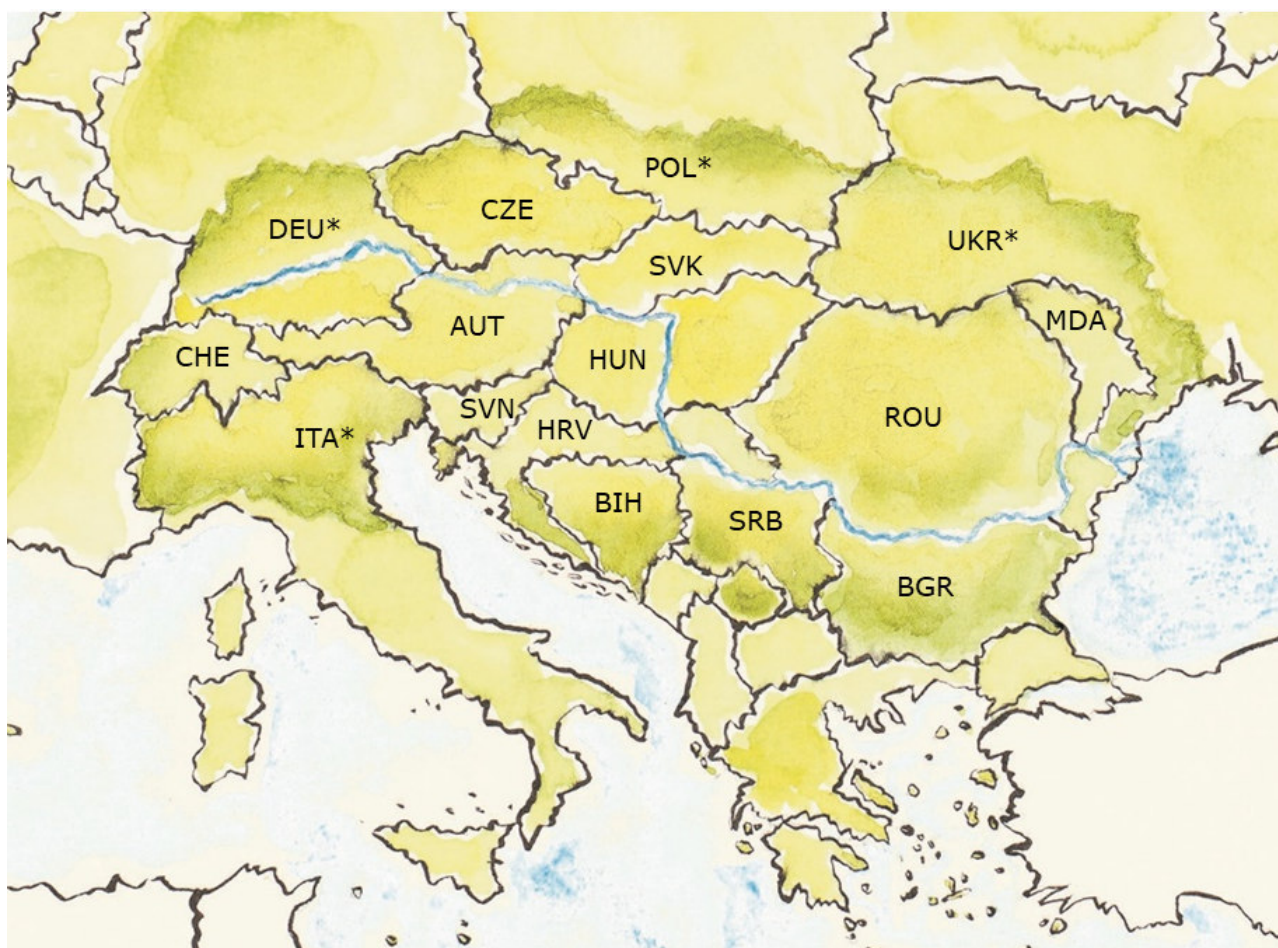 POL*
CZE
DEU*
UKR*
SVK
MDA
AUT
CHE
HUN
SVN
ROU
HRV
ITA*
BIH
SRB
BGR